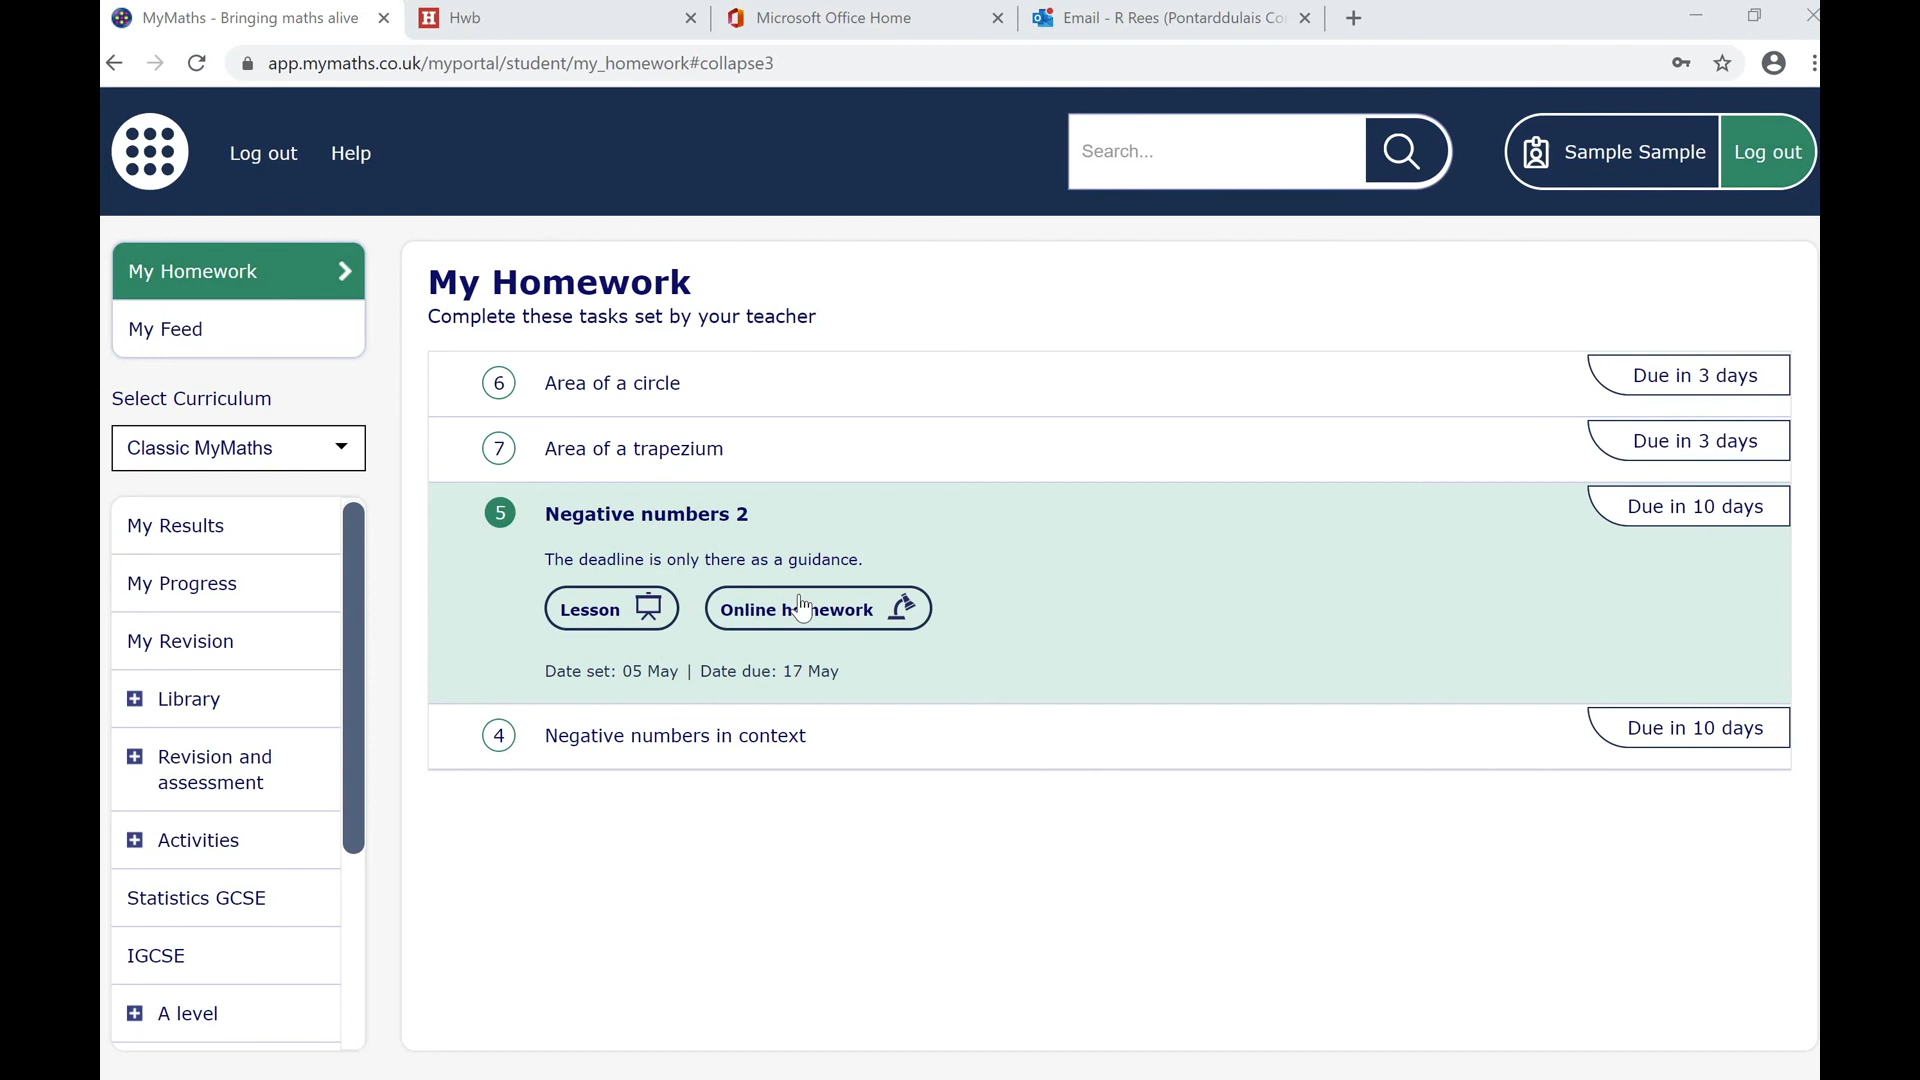 MyMaths - Bringing maths alive
Hwb
Microsoft Office Home
Email - R Rees (Pontarddulais Co
app.mymaths.co.uk/myportal/student/my_homework#collapse3
Log out
Help
Search...
Sample Sample
Log out
My Homework
My Feed
Select Curriculum
Classic MyMaths
My Results
My Progress
My Revision
Library
Revision and
assessment
Activities
Statistics GCSE
IGCSE
A level
My Homework
Complete these tasks set by your teacher
6 Area of a circle Due in 3 days
7 Area of a trapezium Due in 3 days
5 Negative numbers 2 Due in 10 days
The deadline is only there as a guidance.
Lesson Online homework
Date set: 05 May | Date due: 17 May
4 Negative numbers in context Due in 10 days